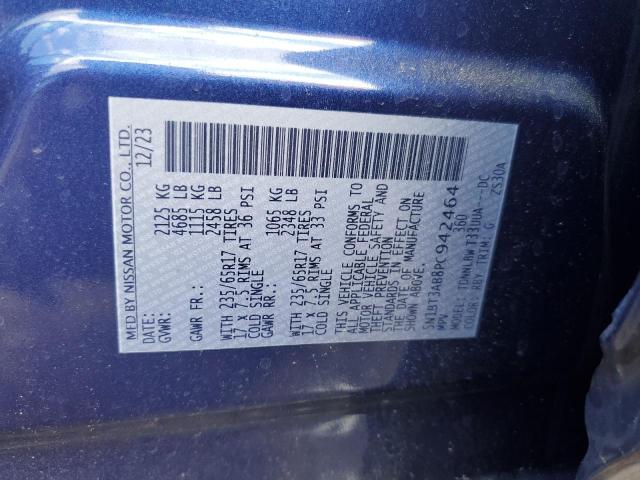 MFD BY NISSAN MOTOR CO., LTD.
12/23
GVWR: 2125 KG
4685 LB
GAWR FR.: 1115 KG
2458 LB
WITH 235/65R17 TIRES
17 X 7.5 RIMS AT 36 PSI
COLD SINGLE
GAWR RR.: 1065 KG
2348 LB
WITH 235/65R17 TIRES
17 X 7.5 RIMS AT 33 PSI
COLD SINGLE
THIS VEHICLE CONFORMS TO
ALL APPLICABLE FEDERAL
MOTOR VEHICLE SAFETY AND
THEFT PREVENTION
STANDARDS IN EFFECT ON
THE DATE OF MANUFACTURE
SHOWN ABOVE.
5N1BT3AB8PC942464
MPV 360
MODEL: T33UUA---DC
COLOR: RBY TRIM: G ZS30A